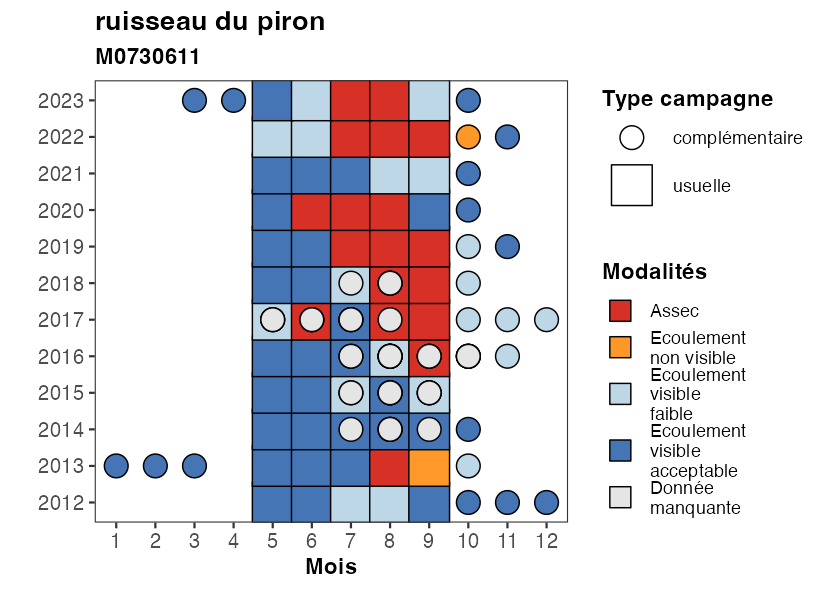 ruisseau du piron
M0730611
2023
2022
2021
2020
2019
2018
2017
2016
2015
2014
2013
2012
1 2 3 4 5 6 7 8 9 10 11 12
Mois
Type campagne
complémentaire
usuelle
Modalités
Assec
Ecoulement
non visible
Ecoulement
visible
faible
Ecoulement
visible
acceptable
Donnée
manquante